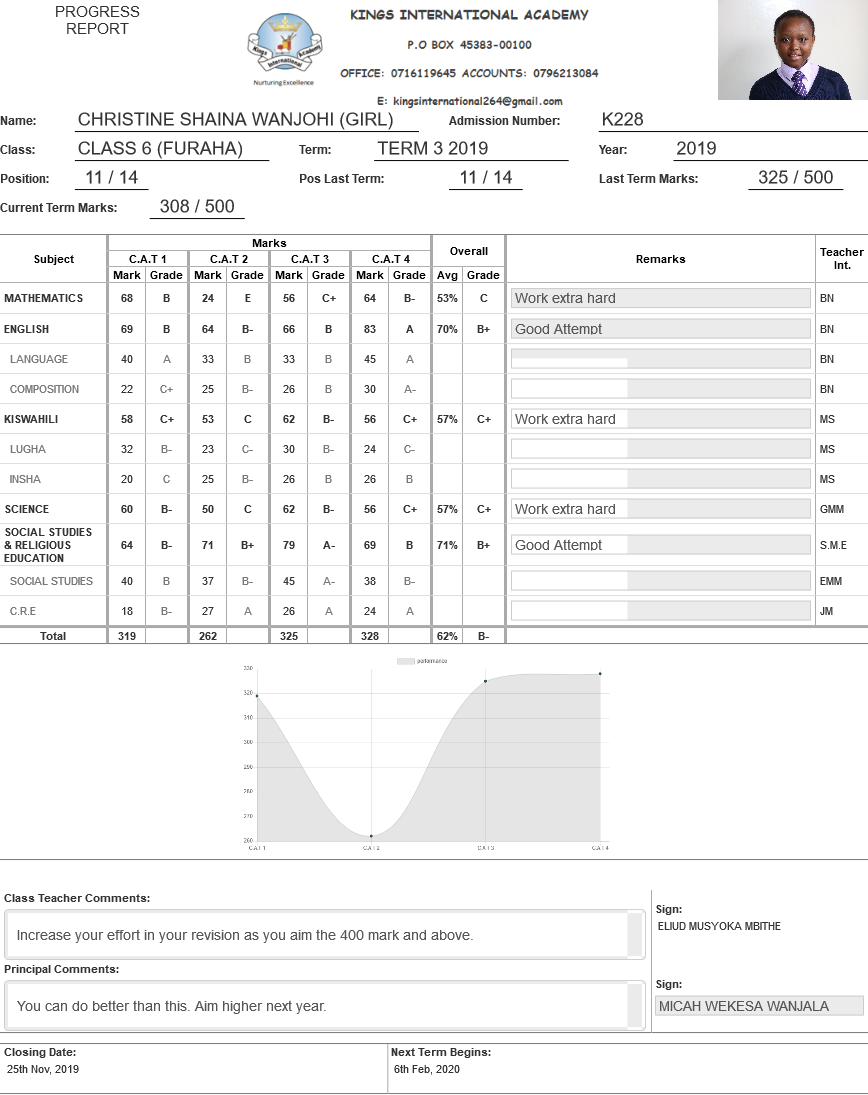 PROGRESS
REPORT
Kings International Academy
Nurturing Excellence
KINGS INTERNATIONAL ACADEMY
P.O BOX 45383-00100
OFFICE: 0716119645 ACCOUNTS: 0796213084
E: kingsinternational264@gmail.com
Name: CHRISTINE SHAINA WANJOHI (GIRL) Admission Number: K228
Class: CLASS 6 (FURAHA) Term: TERM 3 2019 Year: 2019
Position: 11 / 14 Pos Last Term: 11 / 14 Last Term Marks: 325 / 500
Current Term Marks: 308 / 500
Subject Marks Overall Remarks Teacher Int.
C.A.T 1 C.A.T 2 C.A.T 3 C.A.T 4
Mark Grade Mark Grade Mark Grade Mark Grade Avg Grade
MATHEMATICS 68 B 24 E 56 C+ 64 B- 53% C Work extra hard BN
ENGLISH 69 B 64 B- 66 B 83 A 70% B+ Good Attempt BN
LANGUAGE 40 A 33 B 33 B 45 A BN
COMPOSITION 22 C+ 25 B- 26 B 30 A- BN
KISWAHILI 58 C+ 53 C 62 B- 56 C+ 57% C+ Work extra hard MS
LUGHA 32 B- 23 C- 30 B- 24 C- MS
INSHA 20 C 25 B- 26 B 26 B MS
SCIENCE 60 B- 50 C 62 B- 56 C+ 57% C+ Work extra hard GMM
SOCIAL STUDIES
& RELIGIOUS
EDUCATION 64 B- 71 B+ 79 A- 69 B 71% B+ Good Attempt S.M.E
SOCIAL STUDIES 40 B 37 B- 45 A- 38 B- EMM
C.R.E 18 B- 27 A 26 A 24 A JM
Total 319 262 325 328 62% B-
performance
330
320
310
300
290
280
270
260
C.A.T 1 C.A.T 2 C.A.T 3 C.A.T 4
Class Teacher Comments:
Increase your effort in your revision as you aim the 400 mark and above.
Sign:
ELIUD MUSYOKA MBITHE
Principal Comments:
You can do better than this. Aim higher next year.
Sign:
MICAH WEKESA WANJALA
Closing Date:
25th Nov, 2019
Next Term Begins:
6th Feb, 2020